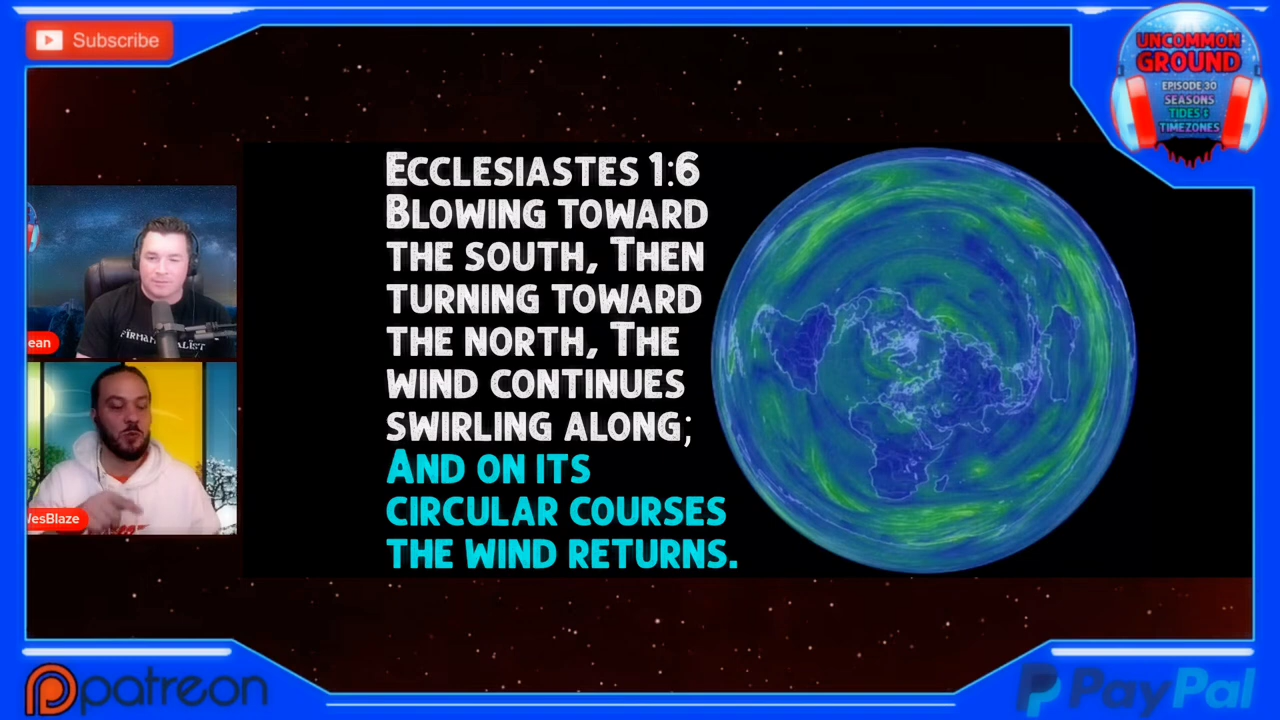 Subscribe
UNCOMMON
GROUND
EPISODE 30
SEASONS
TIDES &
TIMEZONES
ECCLESIASTES 1:6
BLOWING TOWARD
THE SOUTH, THEN
TURNING TOWARD
THE NORTH, THE
WIND CONTINUES
SWIRLING ALONG;
AND ON ITS
CIRCULAR COURSES
THE WIND RETURNS.
ean
WesBlaze
patreon
PayPal